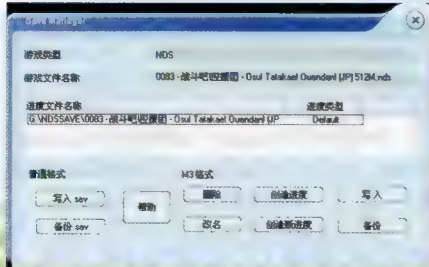 游戏类型 NDS
游戏文件名称 0083 - 战斗吧!应援团 - Osu! Tatakae! Ouendan! (JP) 512M.nds
进度文件名称 进度类型
G:\NDSSAVE\0083 - 战斗吧!应援团 - Osu! Tatakae! Ouendan! (JP Default
普通格式 M3格式
写入 sav 帮助 删除 创建进度 写入
备份 sav 改名 创建新进度 备份